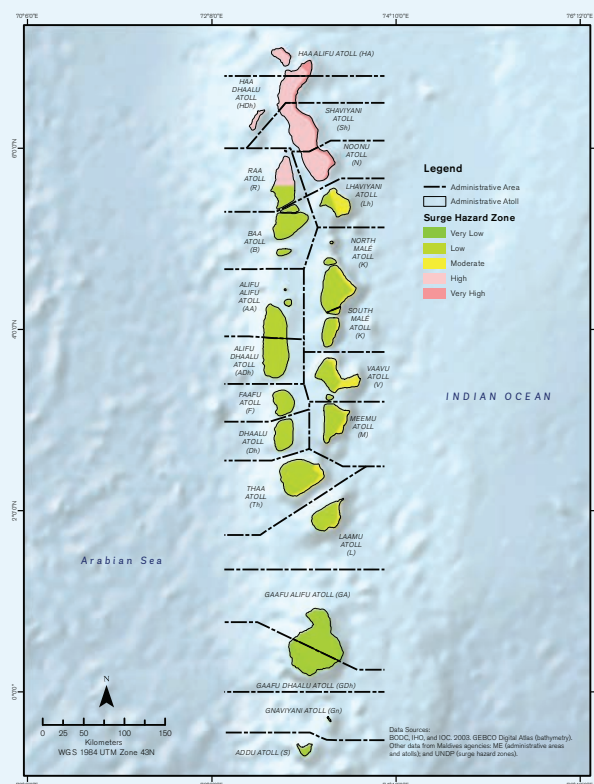 70°6'0"E
72°8'0"E
74°10'0"E
76°12'0"E
HAA ALIFU ATOLL (HA)
HAA
DHAALU
ATOLL
(HDh)
SHAVIYANI
ATOLL
(Sh)
6°0'0"N
NOONU
ATOLL
(N)
RAA
ATOLL
(R)
LHAVIYANI
ATOLL
(Lh)
BAA
ATOLL
(B)
NORTH
MALÉ
ATOLL
(K)
ALIFU
ALIFU
ATOLL
(AA)
SOUTH
MALÉ
ATOLL
(K)
4°0'0"N
ALIFU
DHAALU
ATOLL
(ADh)
VAAVU
ATOLL
(V)
FAAFU
ATOLL
(F)
MEEMU
ATOLL
(M)
DHAALU
ATOLL
(Dh)
THAA
ATOLL
(Th)
2°0'0"N
LAAMU
ATOLL
(L)
GAAFU ALIFU ATOLL (GA)
GAAFU DHAALU ATOLL (GDh)
0°0'0"
GNAVIYANI ATOLL (Gn)
ADDU ATOLL (S)
Legend
Administrative Area
Administrative Atoll
Surge Hazard Zone
Very Low
Low
Moderate
High
Very High
INDIAN OCEAN
Arabian Sea
N
0 25 50 75 100 150
Kilometers
WGS 1984 UTM Zone 43N
Data Sources:
BODC, IHO, and IOC. 2003. GEBCO Digital Atlas (bathymetry).
Other data from Maldives agencies: ME (administrative areas
and atolls); and UNDP (surge hazard zones).